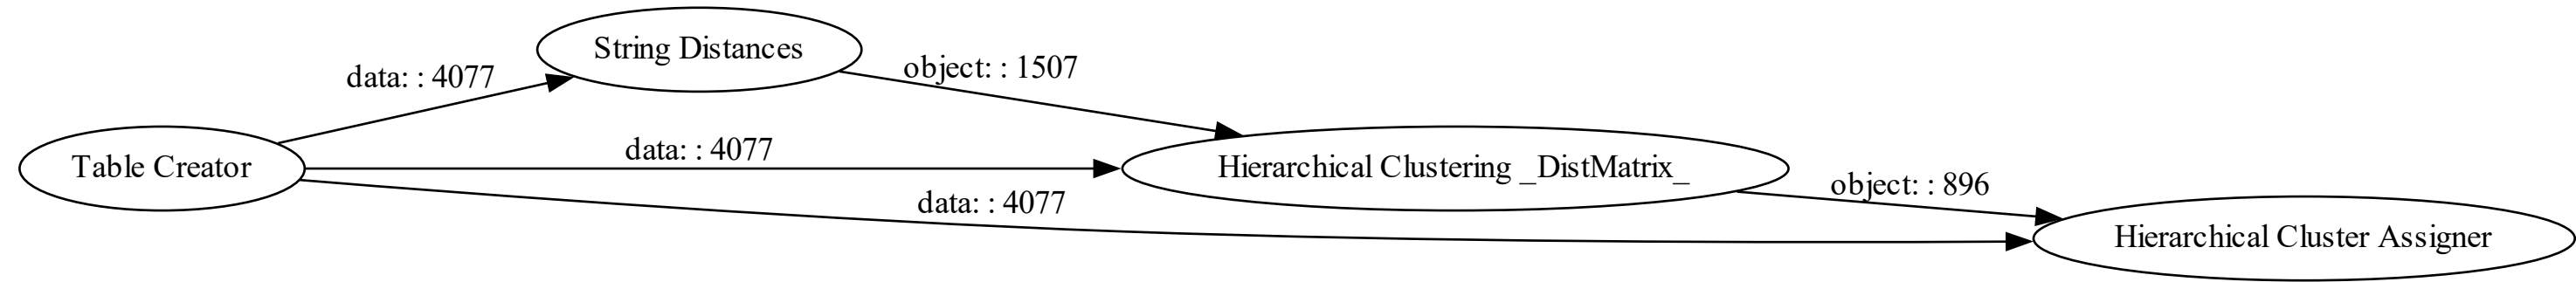 String Distances
object: : 1507
data: : 4077
data: : 4077
Table Creator
Hierarchical Clustering _DistMatrix_
object: : 896
data: : 4077
Hierarchical Cluster Assigner